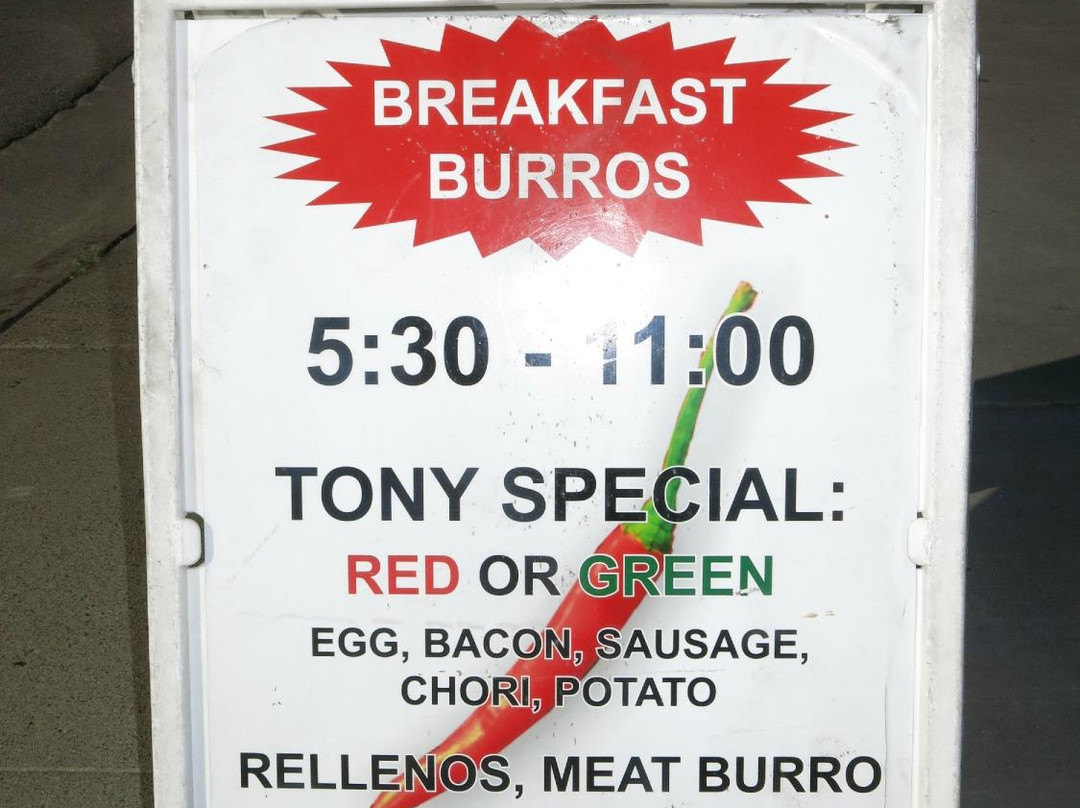 BREAKFAST
BURROS
5:30 - 11:00
TONY SPECIAL:
RED OR GREEN
EGG, BACON, SAUSAGE,
CHORI, POTATO
RELLENOS, MEAT BURRO